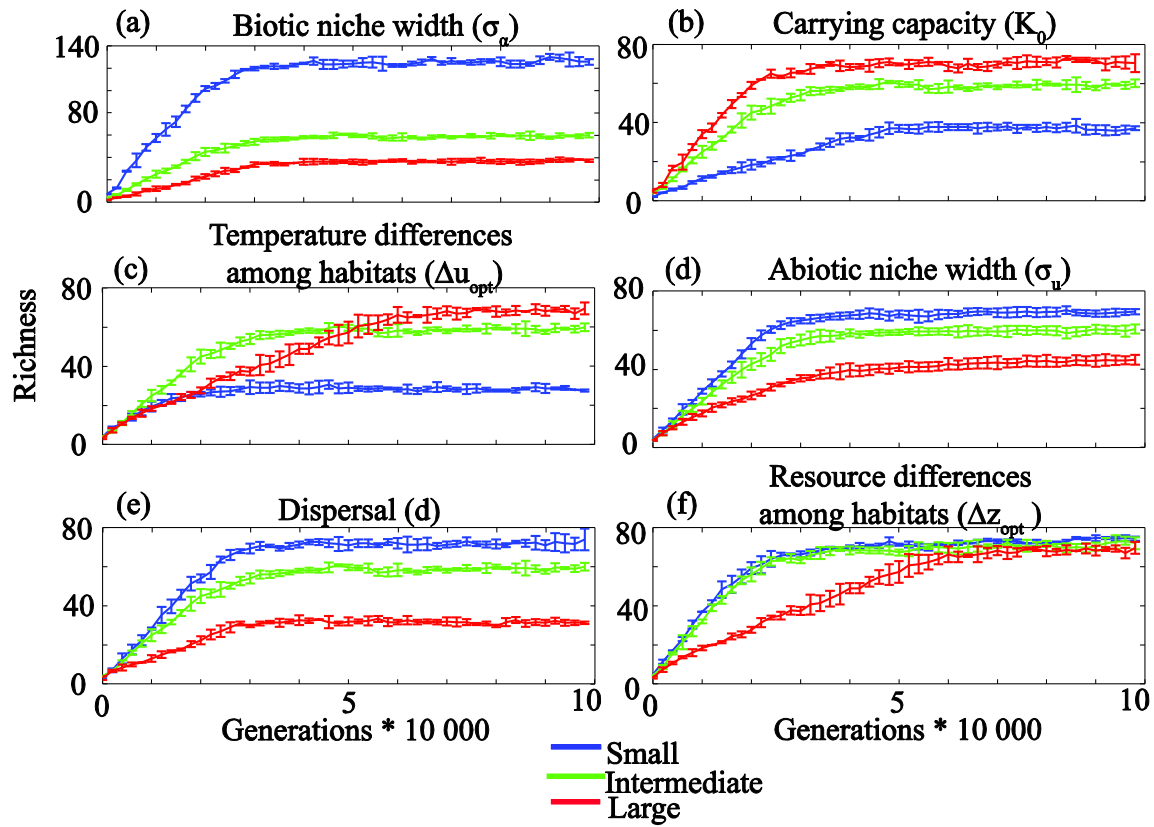 (a) Biotic niche width (σα)
140
80
40
0
(b) Carrying capacity (K0)
80
40
0
Temperature differences
(c) among habitats (Δuopt)
80
40
0
(d) Abiotic niche width (σu)
80
40
0
Richness
(e) Dispersal (d)
80
40
0
0 5 10
Generations * 10 000
Resource differences
(f) among habitats (Δzopt )
80
40
0
0 5 10
Generations * 10 000
Small
Intermediate
Large